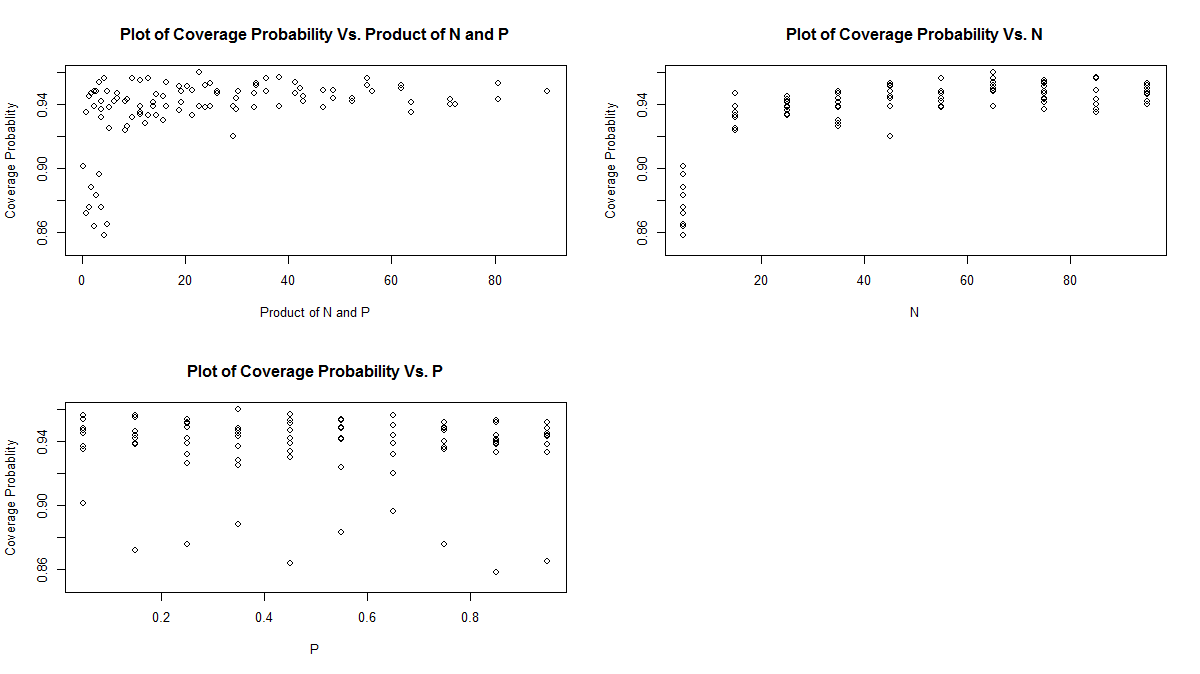 Plot of Coverage Probability Vs. Product of N and P
Coverage Probablity
0.86 0.90 0.94
0 20 40 60 80
Product of N and P
Plot of Coverage Probability Vs. N
Coverage Probablity
0.86 0.90 0.94
20 40 60 80
N
Plot of Coverage Probability Vs. P
Coverage Probablity
0.86 0.90 0.94
0.2 0.4 0.6 0.8
P